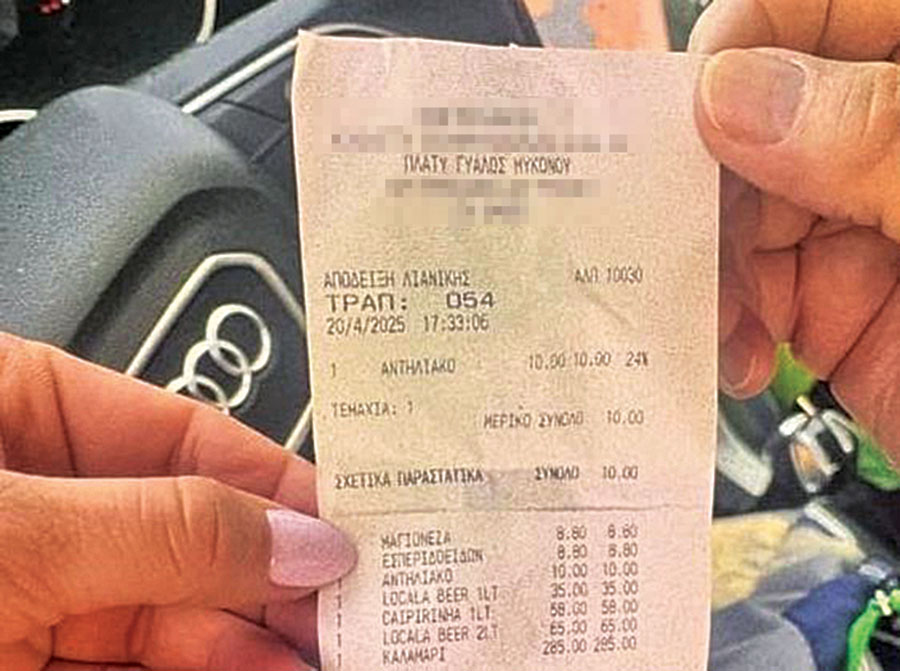 ΠΛΑΤΥ ΓΥΑΛΟΣ ΜΥΚΟΝΟΥ
ΑΠΟΔΕΙΞΗ ΛΙΑΝΙΚΗΣ ΑΛΠ 10030
ΤΡΑΠ: 054
20/4/2025 17:33:06
1 ΑΝΤΗΛΙΑΚΟ 10.00 10.00 24%
ΤΕΜΑΧΙΑ: 1
ΜΕΡΙΚΟ ΣΥΝΟΛΟ 10.00
ΣΧΕΤΙΚΑ ΠΑΡΑΣΤΑΤΙΚΑ ΣΥΝΟΛΟ 10.00
ΜΑΓΙΟΝΕΖΑ 8.80 8.80
ΕΣΠΕΡΙΔΟΕΙΔΩΝ 8.80 8.80
1 ΑΝΤΗΛΙΑΚΟ 10.00 10.00
1 LOCALA BEER 1LT 35.00 35.00
1 CAIPIRINHA 1LT 58.00 58.00
1 LOCALA BEER 2LT 65.00 65.00
1 ΚΑΛΑΜΑΡΙ 285.00 285.00